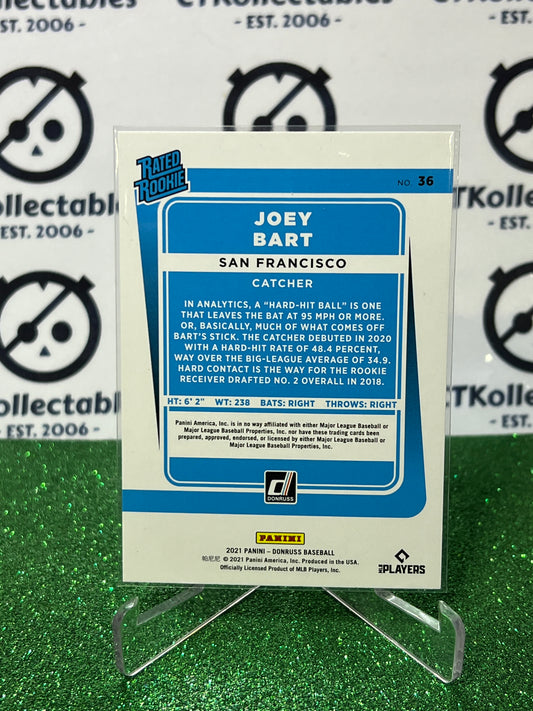 CTKollectables
- EST. 2006 -
EST. 2006 -
RATED
ROOKIE
NO. 36
ollectabl
CTKollectables
- EST. 2006 -
- EST. 2006 -
JOEY
BART
SAN FRANCISCO
CATCHER
IN ANALYTICS, A “HARD-HIT BALL” IS ONE
THAT LEAVES THE BAT AT 95 MPH OR MORE.
OR, BASICALLY, MUCH OF WHAT COMES OFF
BART’S STICK. THE CATCHER DEBUTED IN 2020
WITH A HARD-HIT RATE OF 48.4 PERCENT,
WAY OVER THE BIG-LEAGUE AVERAGE OF 34.9.
HARD CONTACT IS THE WAY FOR THE ROOKIE
RECEIVER DRAFTED NO. 2 OVERALL IN 2018.
HT: 6’ 2” WT: 238 BATS: RIGHT THROWS: RIGHT
Panini America, Inc. is in no way affiliated with either Major League Baseball or
Major League Baseball Properties, Inc., nor have these trading cards been
prepared, approved, endorsed, or licensed by either Major League Baseball or
Major League Baseball Properties, Inc.
CTKollectabl
- EST. 2006 -
ectables
2006 -
DONRUSS
PANINI
2021 PANINI – DONRUSS BASEBALL
帕尼尼 © 2021 Panini America, Inc. Produced in the USA.
Officially Licensed Product of MLB Players, Inc.
MLB PLAYERS